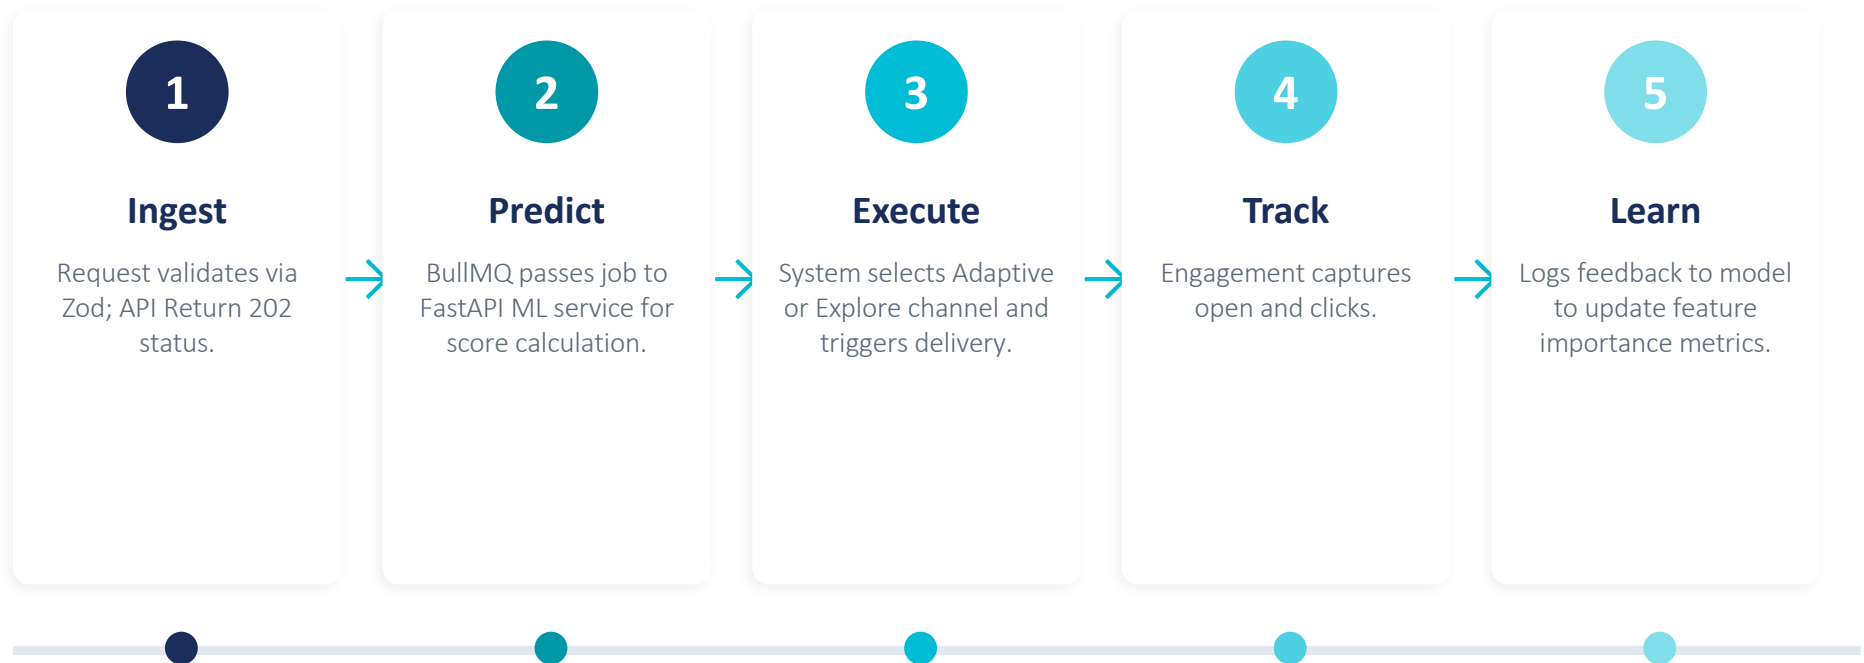 1
Ingest
Request validates via
Zod; API Return 202
status.
2
Predict
BullMQ passes job to
FastAPI ML service for
score calculation.
3
Execute
System selects Adaptive
or Explore channel and
triggers delivery.
4
Track
Engagement captures
open and clicks.
5
Learn
Logs feedback to model
to update feature
importance metrics.